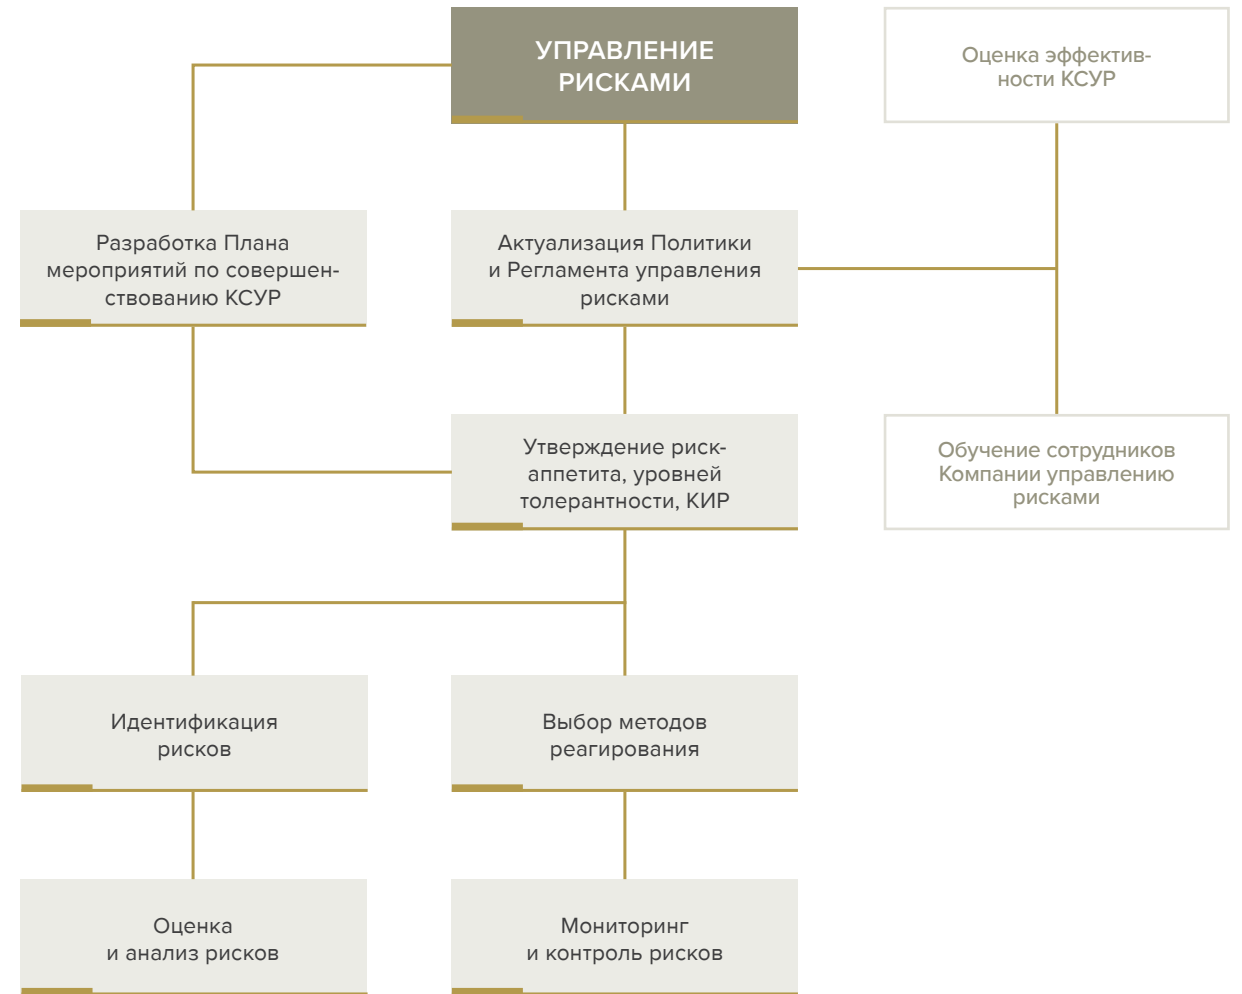 УПРАВЛЕНИЕ
РИСКАМИ
Оценка эффектив-
ности КСУР
Разработка Плана
мероприятий по совершен-
ствованию КСУР
Актуализация Политики
и Регламента управления
рисками
Утверждение риск-
аппетита, уровней
толерантности, КИР
Обучение сотрудников
Компании управлению
рисками
Идентификация
рисков
Выбор методов
реагирования
Оценка
и анализ рисков
Мониторинг
и контроль рисков